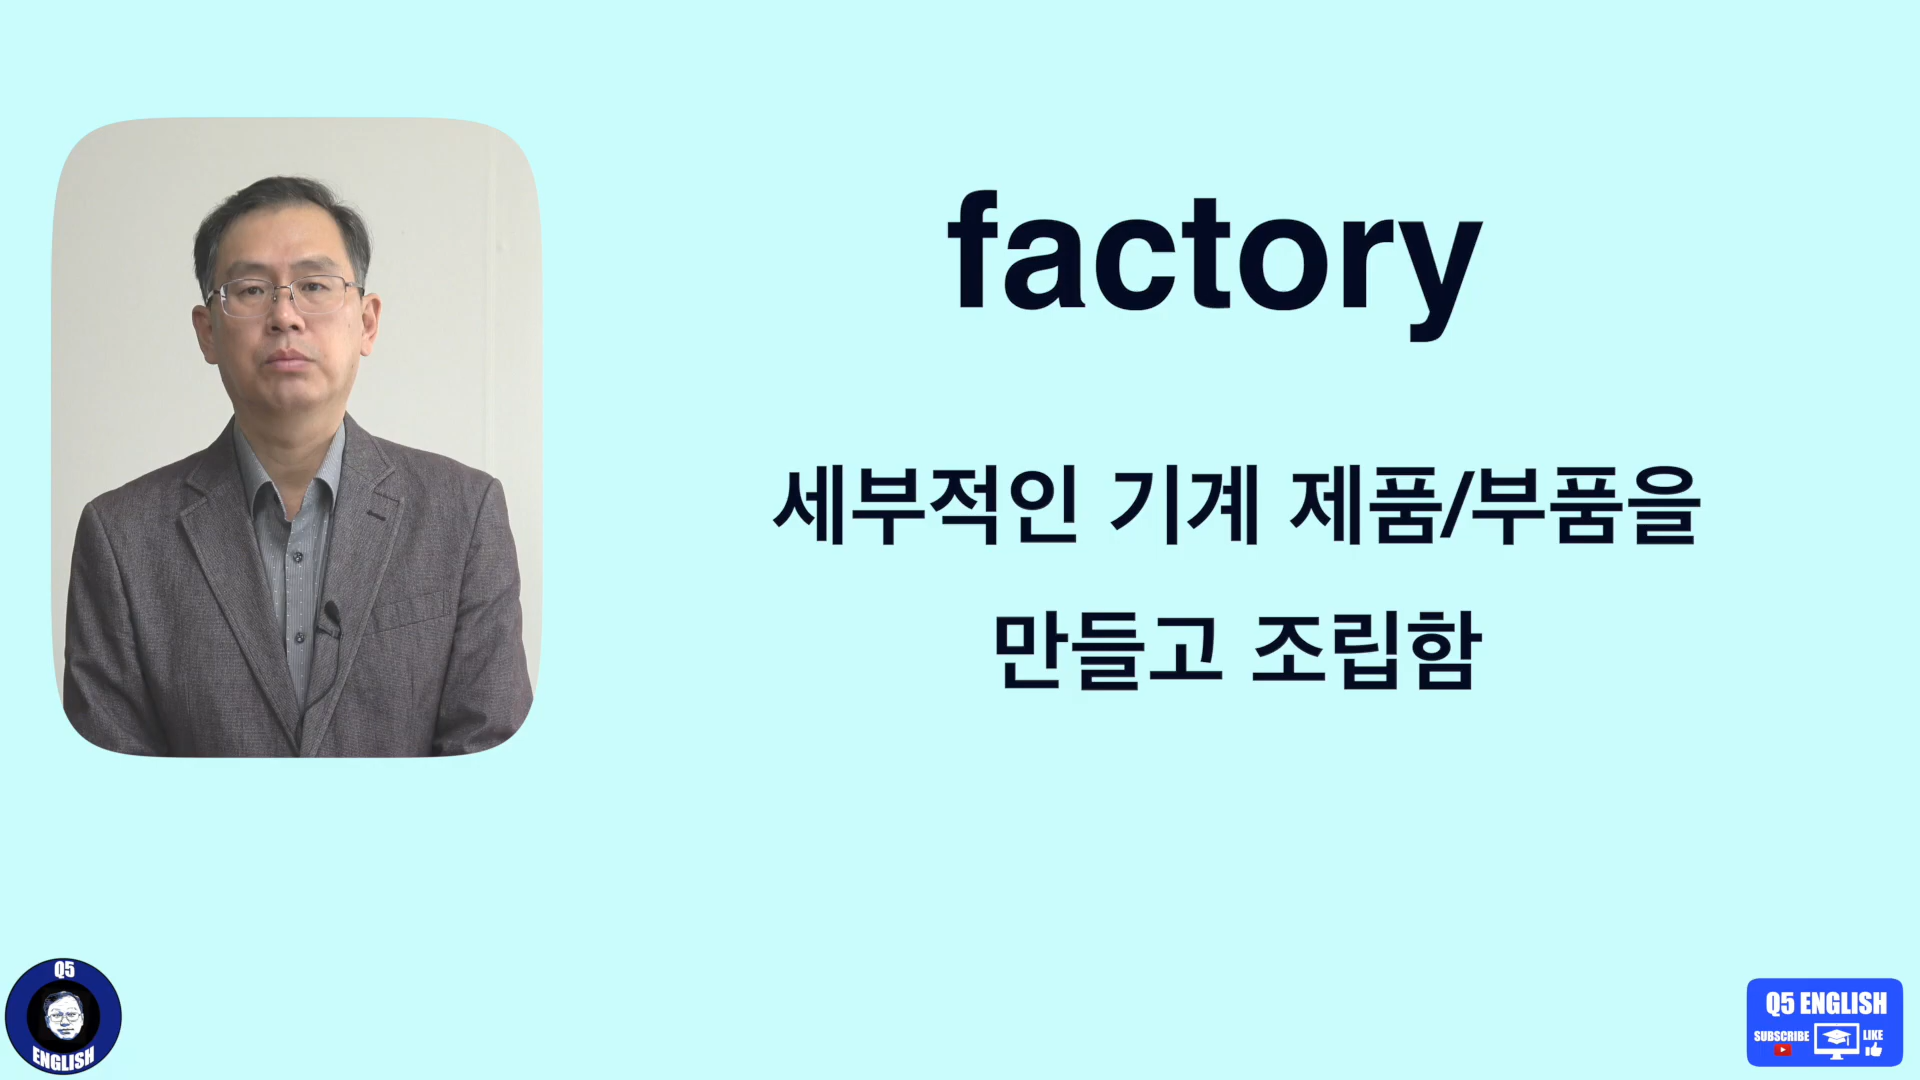 factory
세부적인 기계 제품/부품을
만들고 조립함
Q5
ENGLISH
Q5 ENGLISH
SUBSCRIBE LIKE